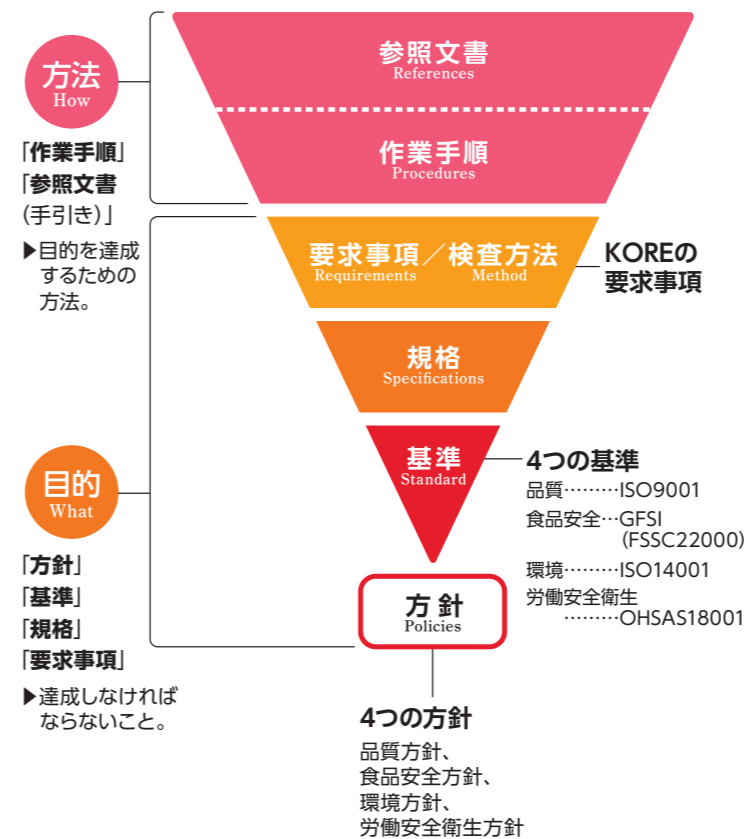 方法
How
「作業手順」
「参照文書
(手引き)」
▶目的を達成
するための
方法。
参照文書
References
作業手順
Procedures
要求事項／検査方法
Requirements Method
KOREの
要求事項
規格
Specifications
基準
Standard
4つの基準
品質………ISO9001
食品安全…GFSI
(FSSC22000)
環境………ISO14001
労働安全衛生
………OHSAS18001
目的
What
「方針」
「基準」
「規格」
「要求事項」
▶達成しなければ
ならないこと。
方針
Policies
4つの方針
品質方針、
食品安全方針、
環境方針、
労働安全衛生方針